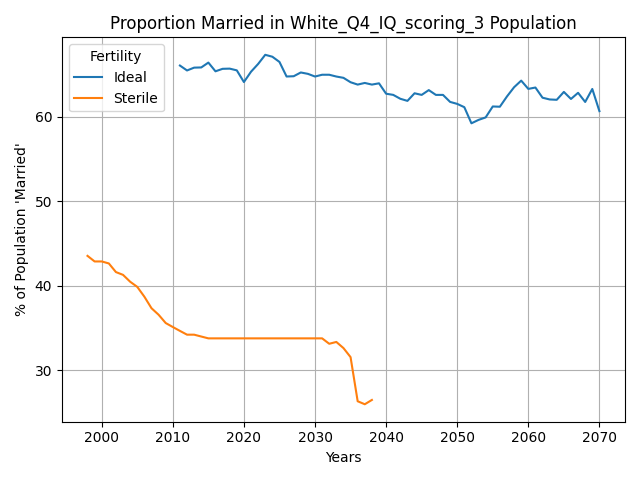 Proportion Married in White_Q4_IQ_scoring_3 Population
Fertility
Ideal
Sterile
% of Population 'Married'
60
50
40
30
2000 2010 2020 2030 2040 2050 2060 2070
Years